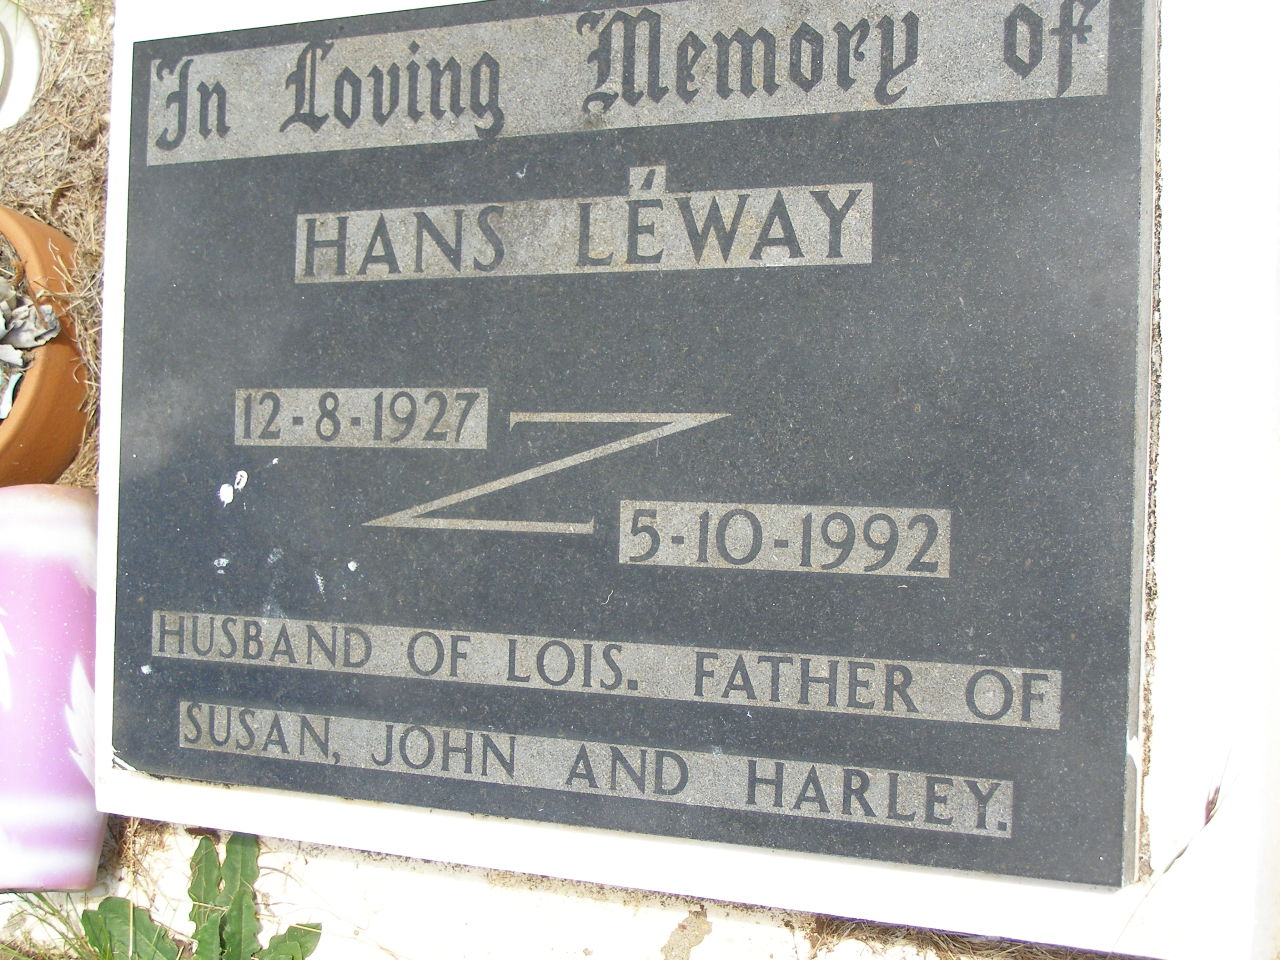 In Loving Memory of
HANS LÉWAY
12-8-1927
5-10-1992
HUSBAND OF LOIS. FATHER OF
SUSAN, JOHN AND HARLEY.